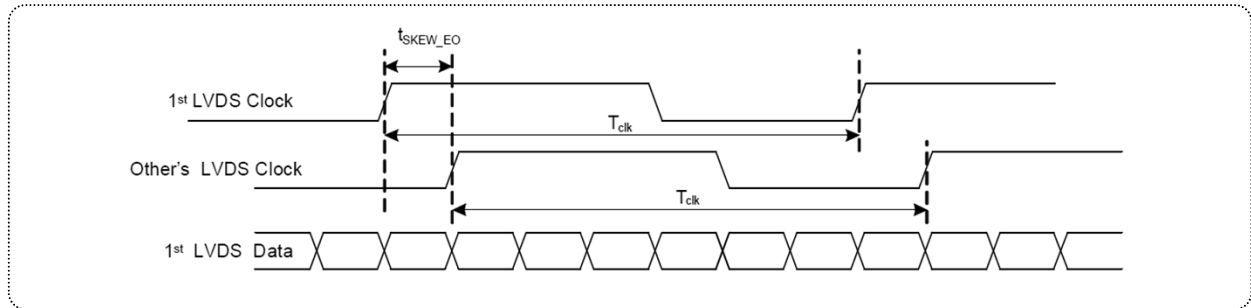 tSKEW_EO
1st LVDS Clock
Tclk
Other's LVDS Clock
Tclk
1st LVDS Data